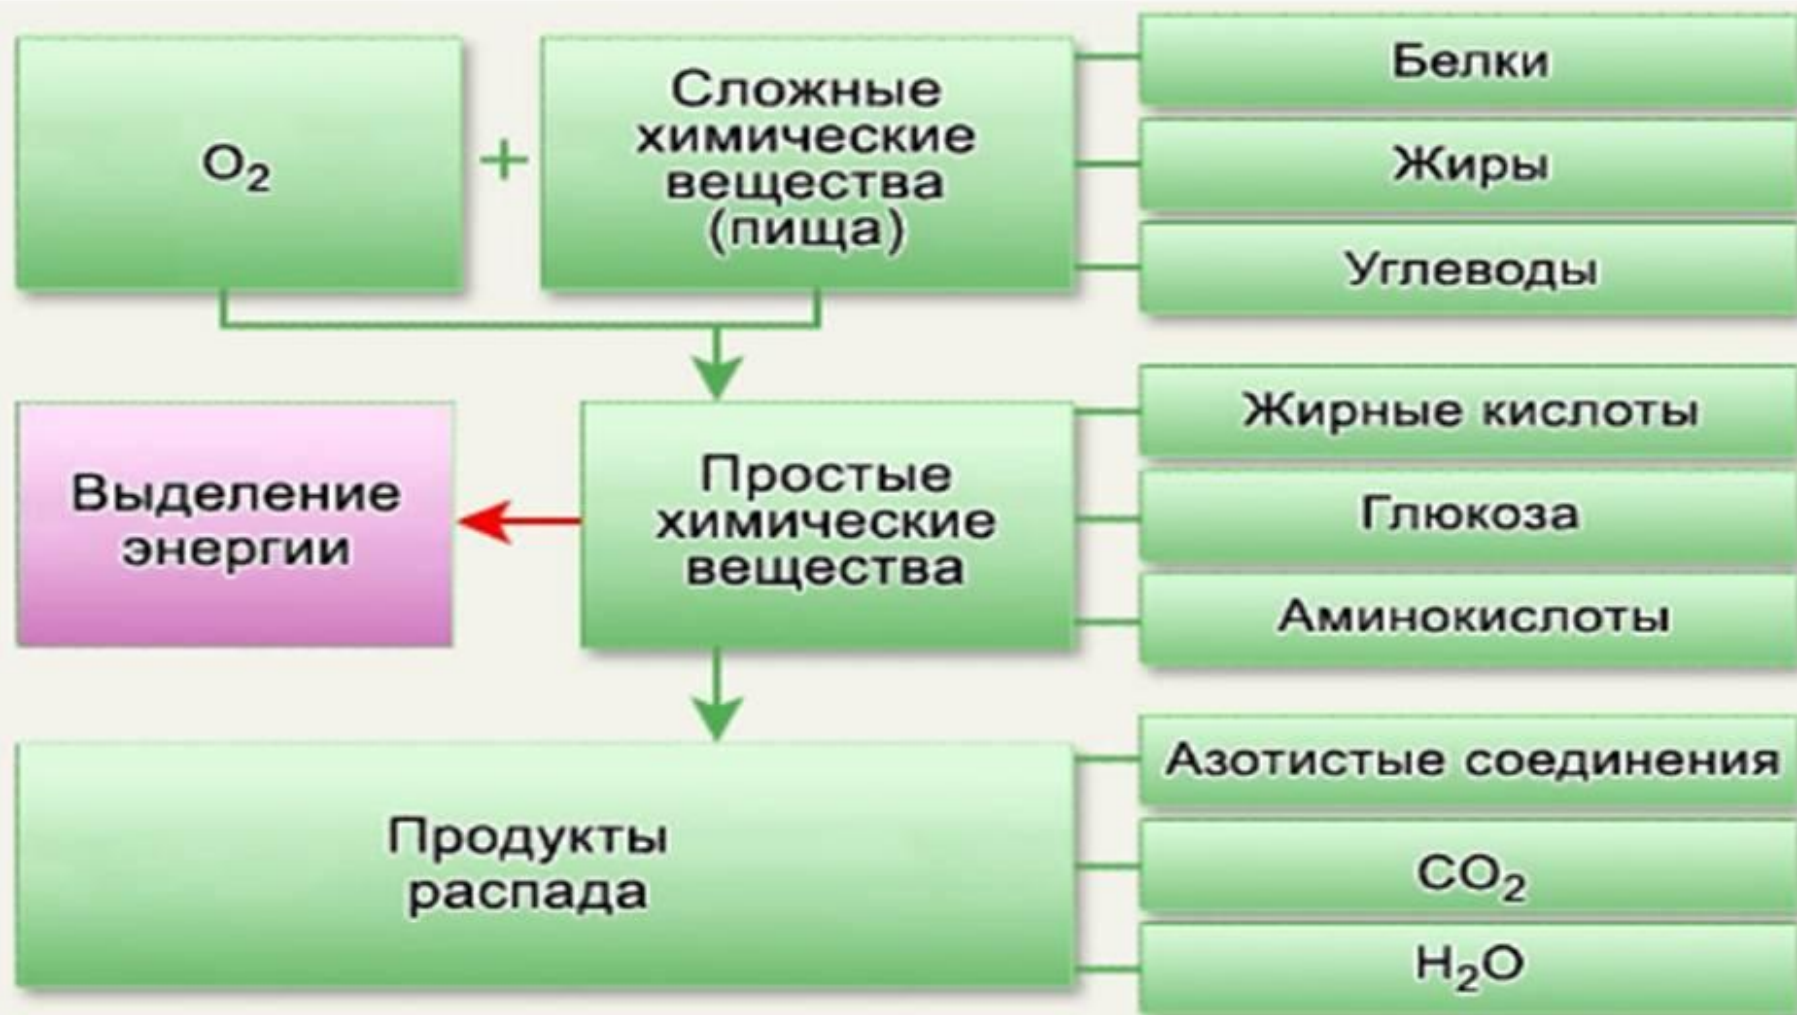 O₂
+
Сложные
химические
вещества
(пища)
Белки
Жиры
Углеводы
Выделение
энергии
Простые
химические
вещества
Жирные кислоты
Глюкоза
Аминокислоты
Продукты
распада
Азотистые соединения
CO₂
H₂O